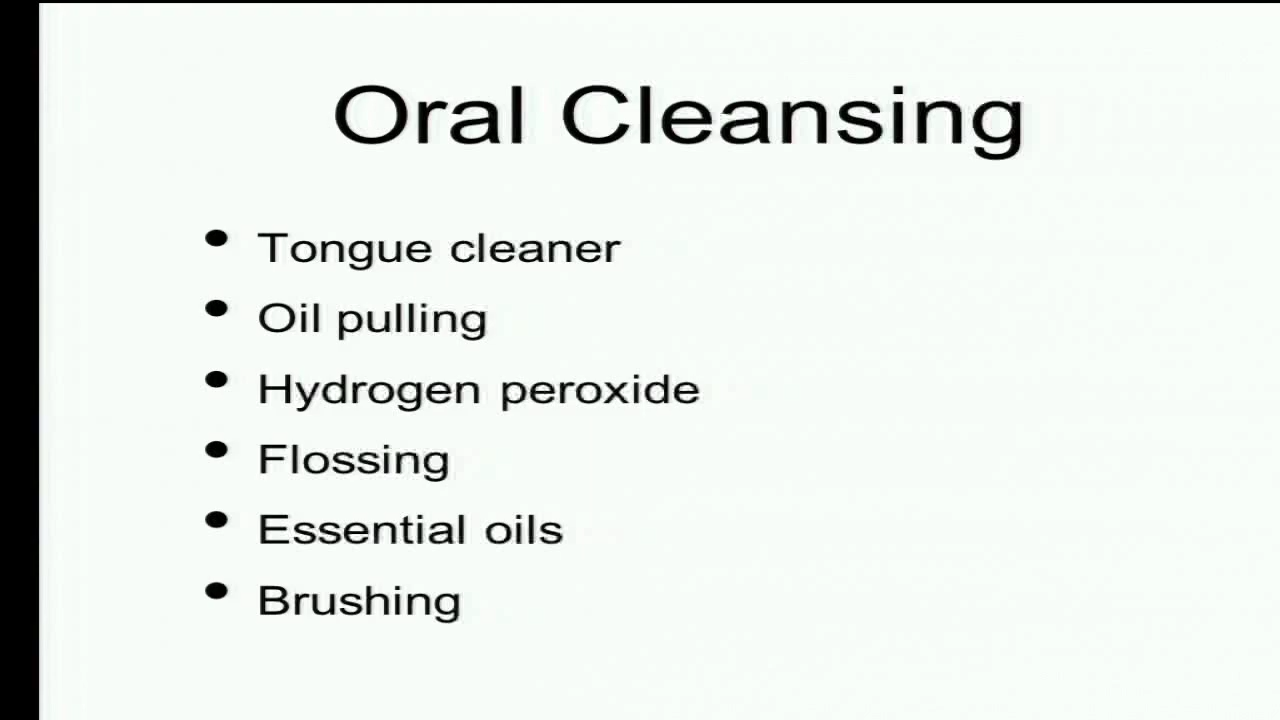 Oral Cleansing
• Tongue cleaner
• Oil pulling
• Hydrogen peroxide
• Flossing
• Essential oils
• Brushing